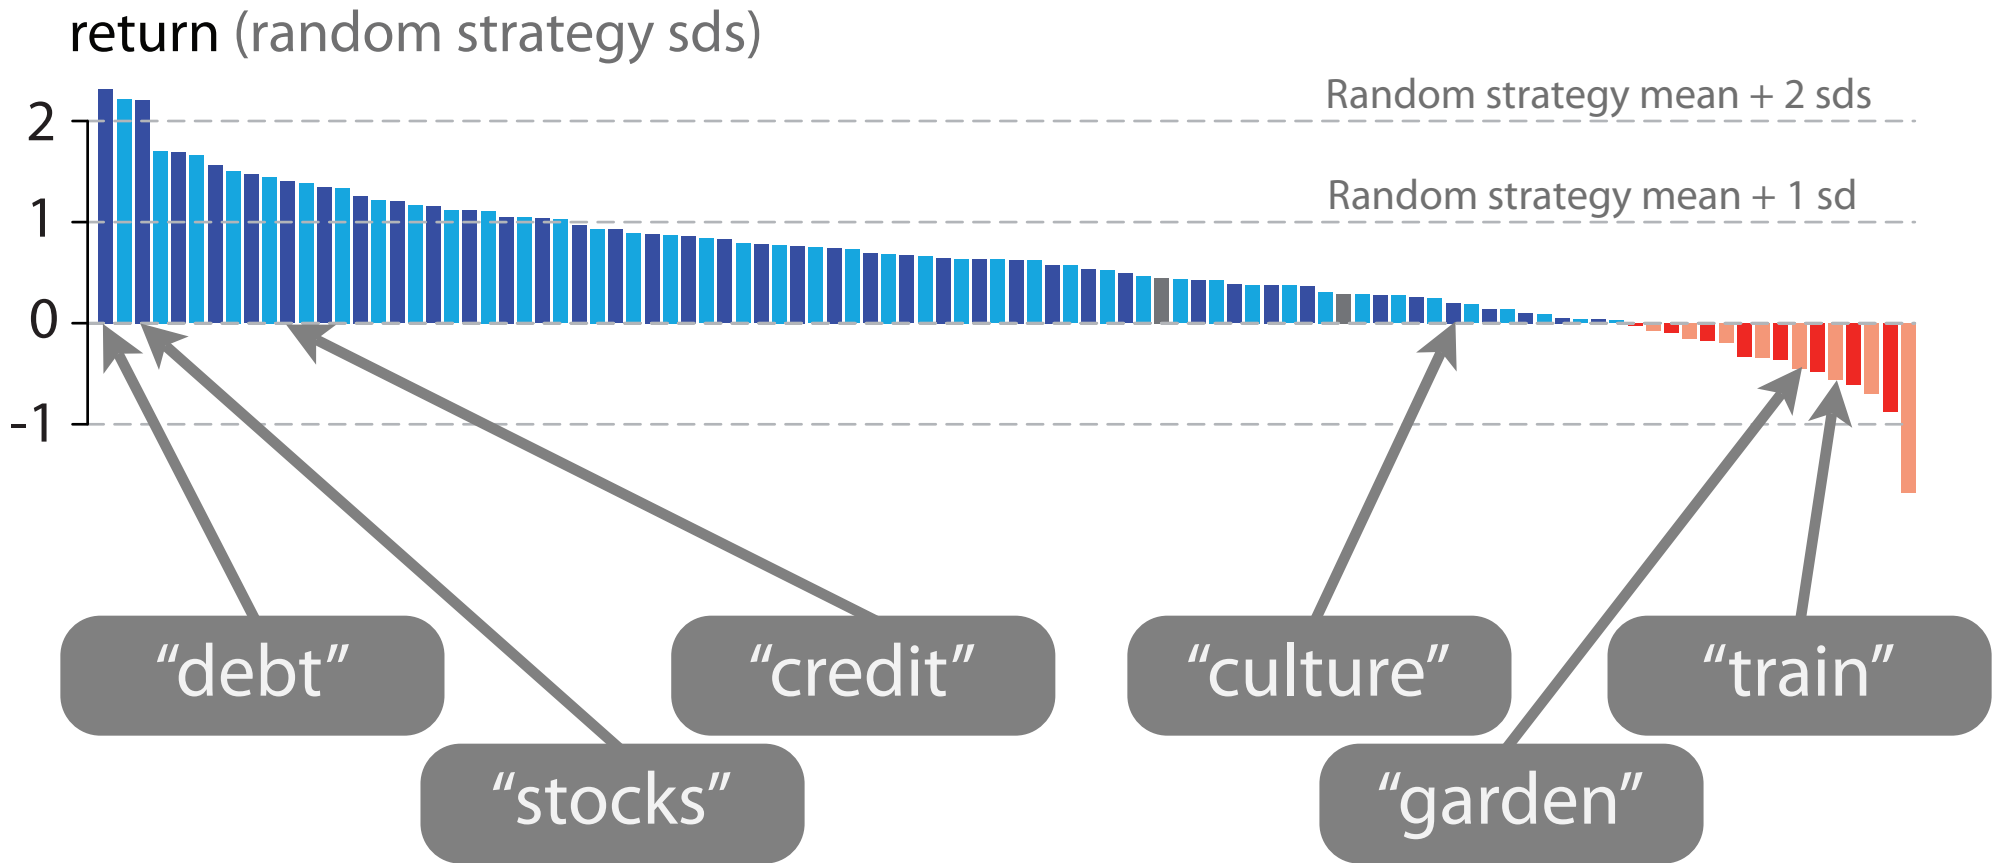 return (random strategy sds)
Random strategy mean + 2 sds
2
Random strategy mean + 1 sd
1
0
-1
“debt”
“credit”
“culture”
“train”
“stocks”
“garden”